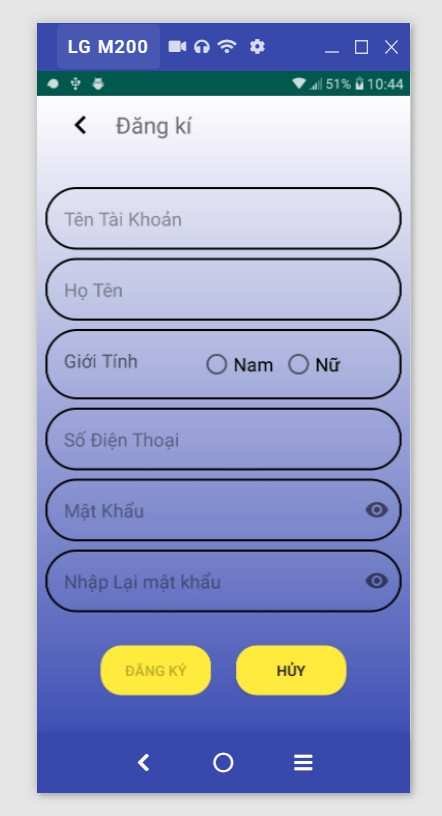 LG M200
51% 10:44
Đăng kí
Tên Tài Khoản
Họ Tên
Giới Tính Nam Nữ
Số Điện Thoại
Mật Khẩu
Nhập Lại mật khẩu
ĐĂNG KÝ HỦY